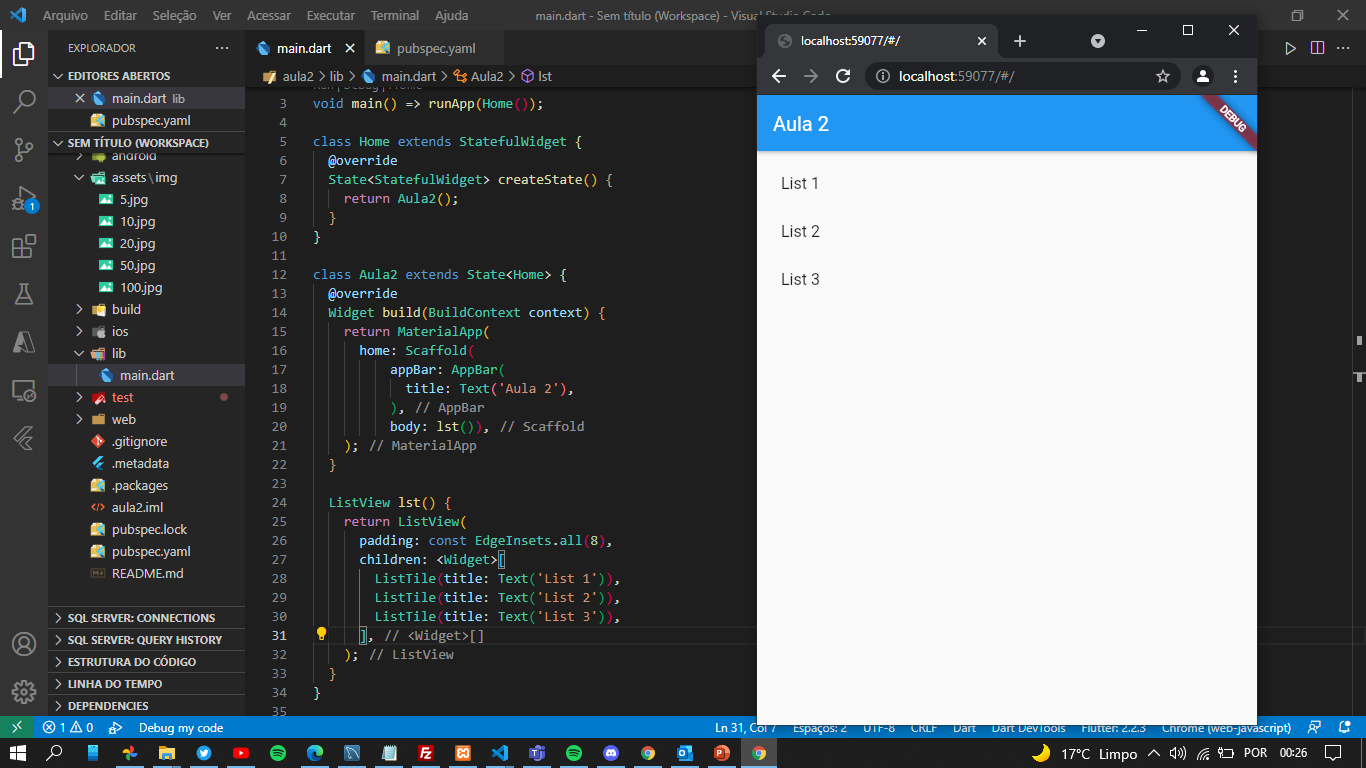 Arquivo Editar Seleção Ver Acessar Executar Terminal Ajuda
main.dart - Sem título (Workspace) - Visual Studio Code
EXPLORADOR
EDITORES ABERTOS
main.dart lib
pubspec.yaml
SEM TÍTULO (WORKSPACE)
android
assets\img
5.jpg
10.jpg
20.jpg
50.jpg
100.jpg
build
ios
lib
main.dart
test
web
.gitignore
.metadata
.packages
aula2.iml
pubspec.lock
pubspec.yaml
README.md
SQL SERVER: CONNECTIONS
SQL SERVER: QUERY HISTORY
ESTRUTURA DO CÓDIGO
LINHA DO TEMPO
DEPENDENCIES
1
main.dart
pubspec.yaml
aula2 > lib > main.dart > Aula2 > lst
Run | Debug | Home
3 void main() => runApp(Home());
4
5 class Home extends StatefulWidget {
6 @override
7 State<StatefulWidget> createState() {
8 return Aula2();
9 }
10 }
11
12 class Aula2 extends State<Home> {
13 @override
14 Widget build(BuildContext context) {
15 return MaterialApp(
16 home: Scaffold(
17 appBar: AppBar(
18 title: Text('Aula 2'),
19 ), // AppBar
20 body: lst()), // Scaffold
21 ); // MaterialApp
22 }
23
24 ListView lst() {
25 return ListView(
26 padding: const EdgeInsets.all(8),
27 children: <Widget>[
28 ListTile(title: Text('List 1')),
29 ListTile(title: Text('List 2')),
30 ListTile(title: Text('List 3')),
31 ], // <Widget>[]
32 ); // ListView
33 }
34 }
35
localhost:59077/#/
localhost:59077/#/
Aula 2
DEBUG
List 1
List 2
List 3
1 0 Debug my code
Ln 31, Col 7 Espaços: 2 UTF-8 CRLF Dart Dart DevTools Flutter: 2.2.3 Chrome (web-javascript)
17°C Limpo POR 00:26